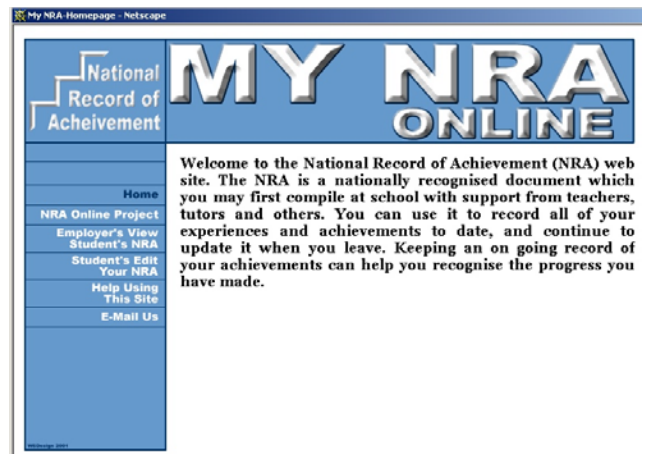 My NRA-Homepage - Netscape
National
Record of
Acheivement
MY NRA
ONLINE
Home
NRA Online Project
Employer's View
Student's NRA
Student's Edit
Your NRA
Help Using
This Site
E-Mail Us
Welcome to the National Record of Achievement (NRA) web
site. The NRA is a nationally recognised document which
you may first compile at school with support from teachers,
tutors and others. You can use it to record all of your
experiences and achievements to date, and continue to
update it when you leave. Keeping an on going record of
your achievements can help you recognise the progress you
have made.